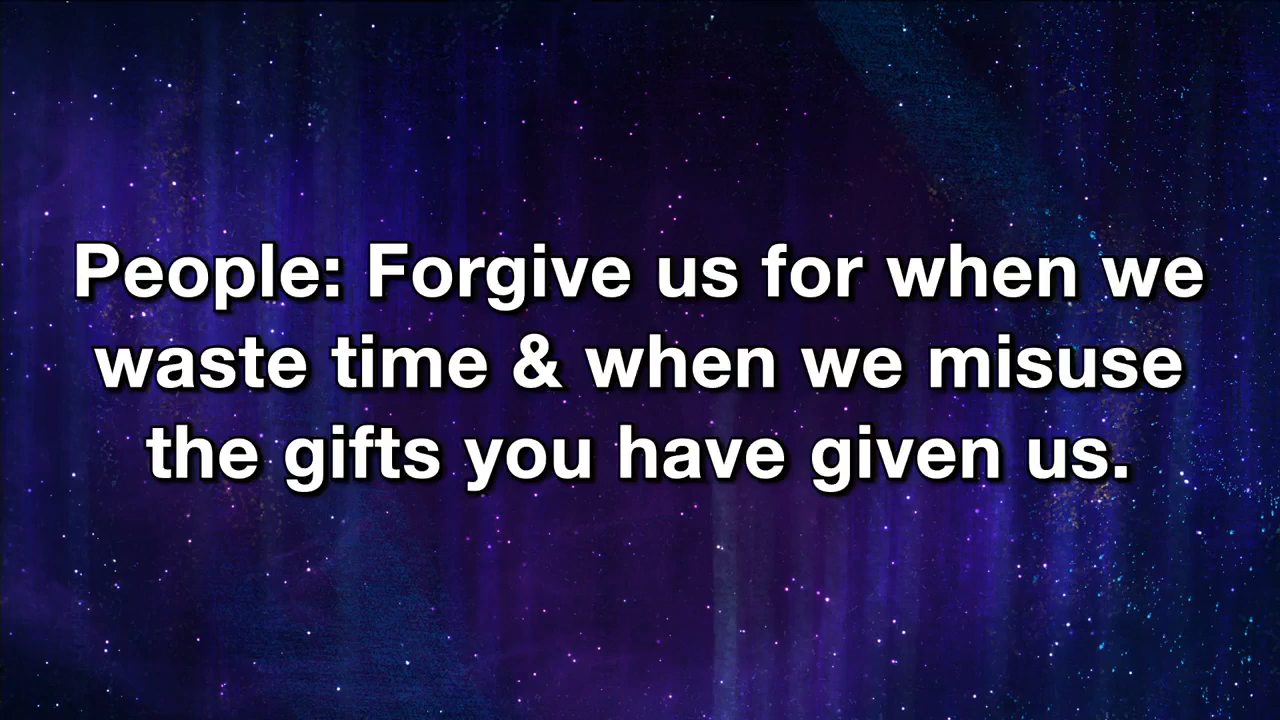 People: Forgive us for when we
waste time & when we misuse
the gifts you have given us.